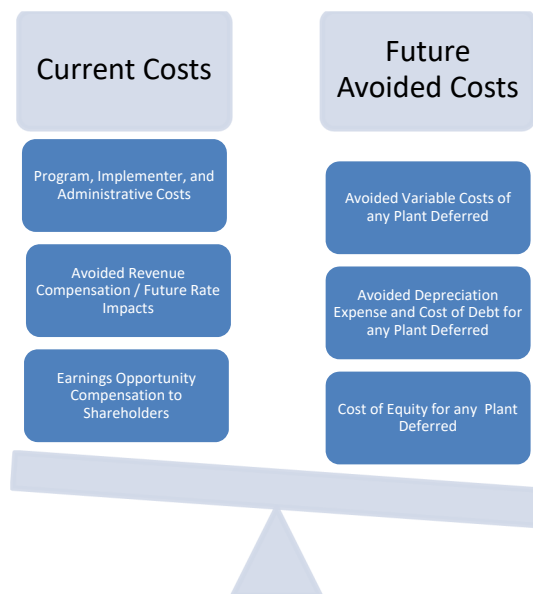 Current Costs
Program, Implementer, and
Administrative Costs
Avoided Revenue
Compensation / Future Rate
Impacts
Earnings Opportunity
Compensation to
Shareholders
Future
Avoided Costs
Avoided Variable Costs of
any Plant Deferred
Avoided Depreciation
Expense and Cost of Debt for
any Plant Deferred
Cost of Equity for any Plant
Deferred